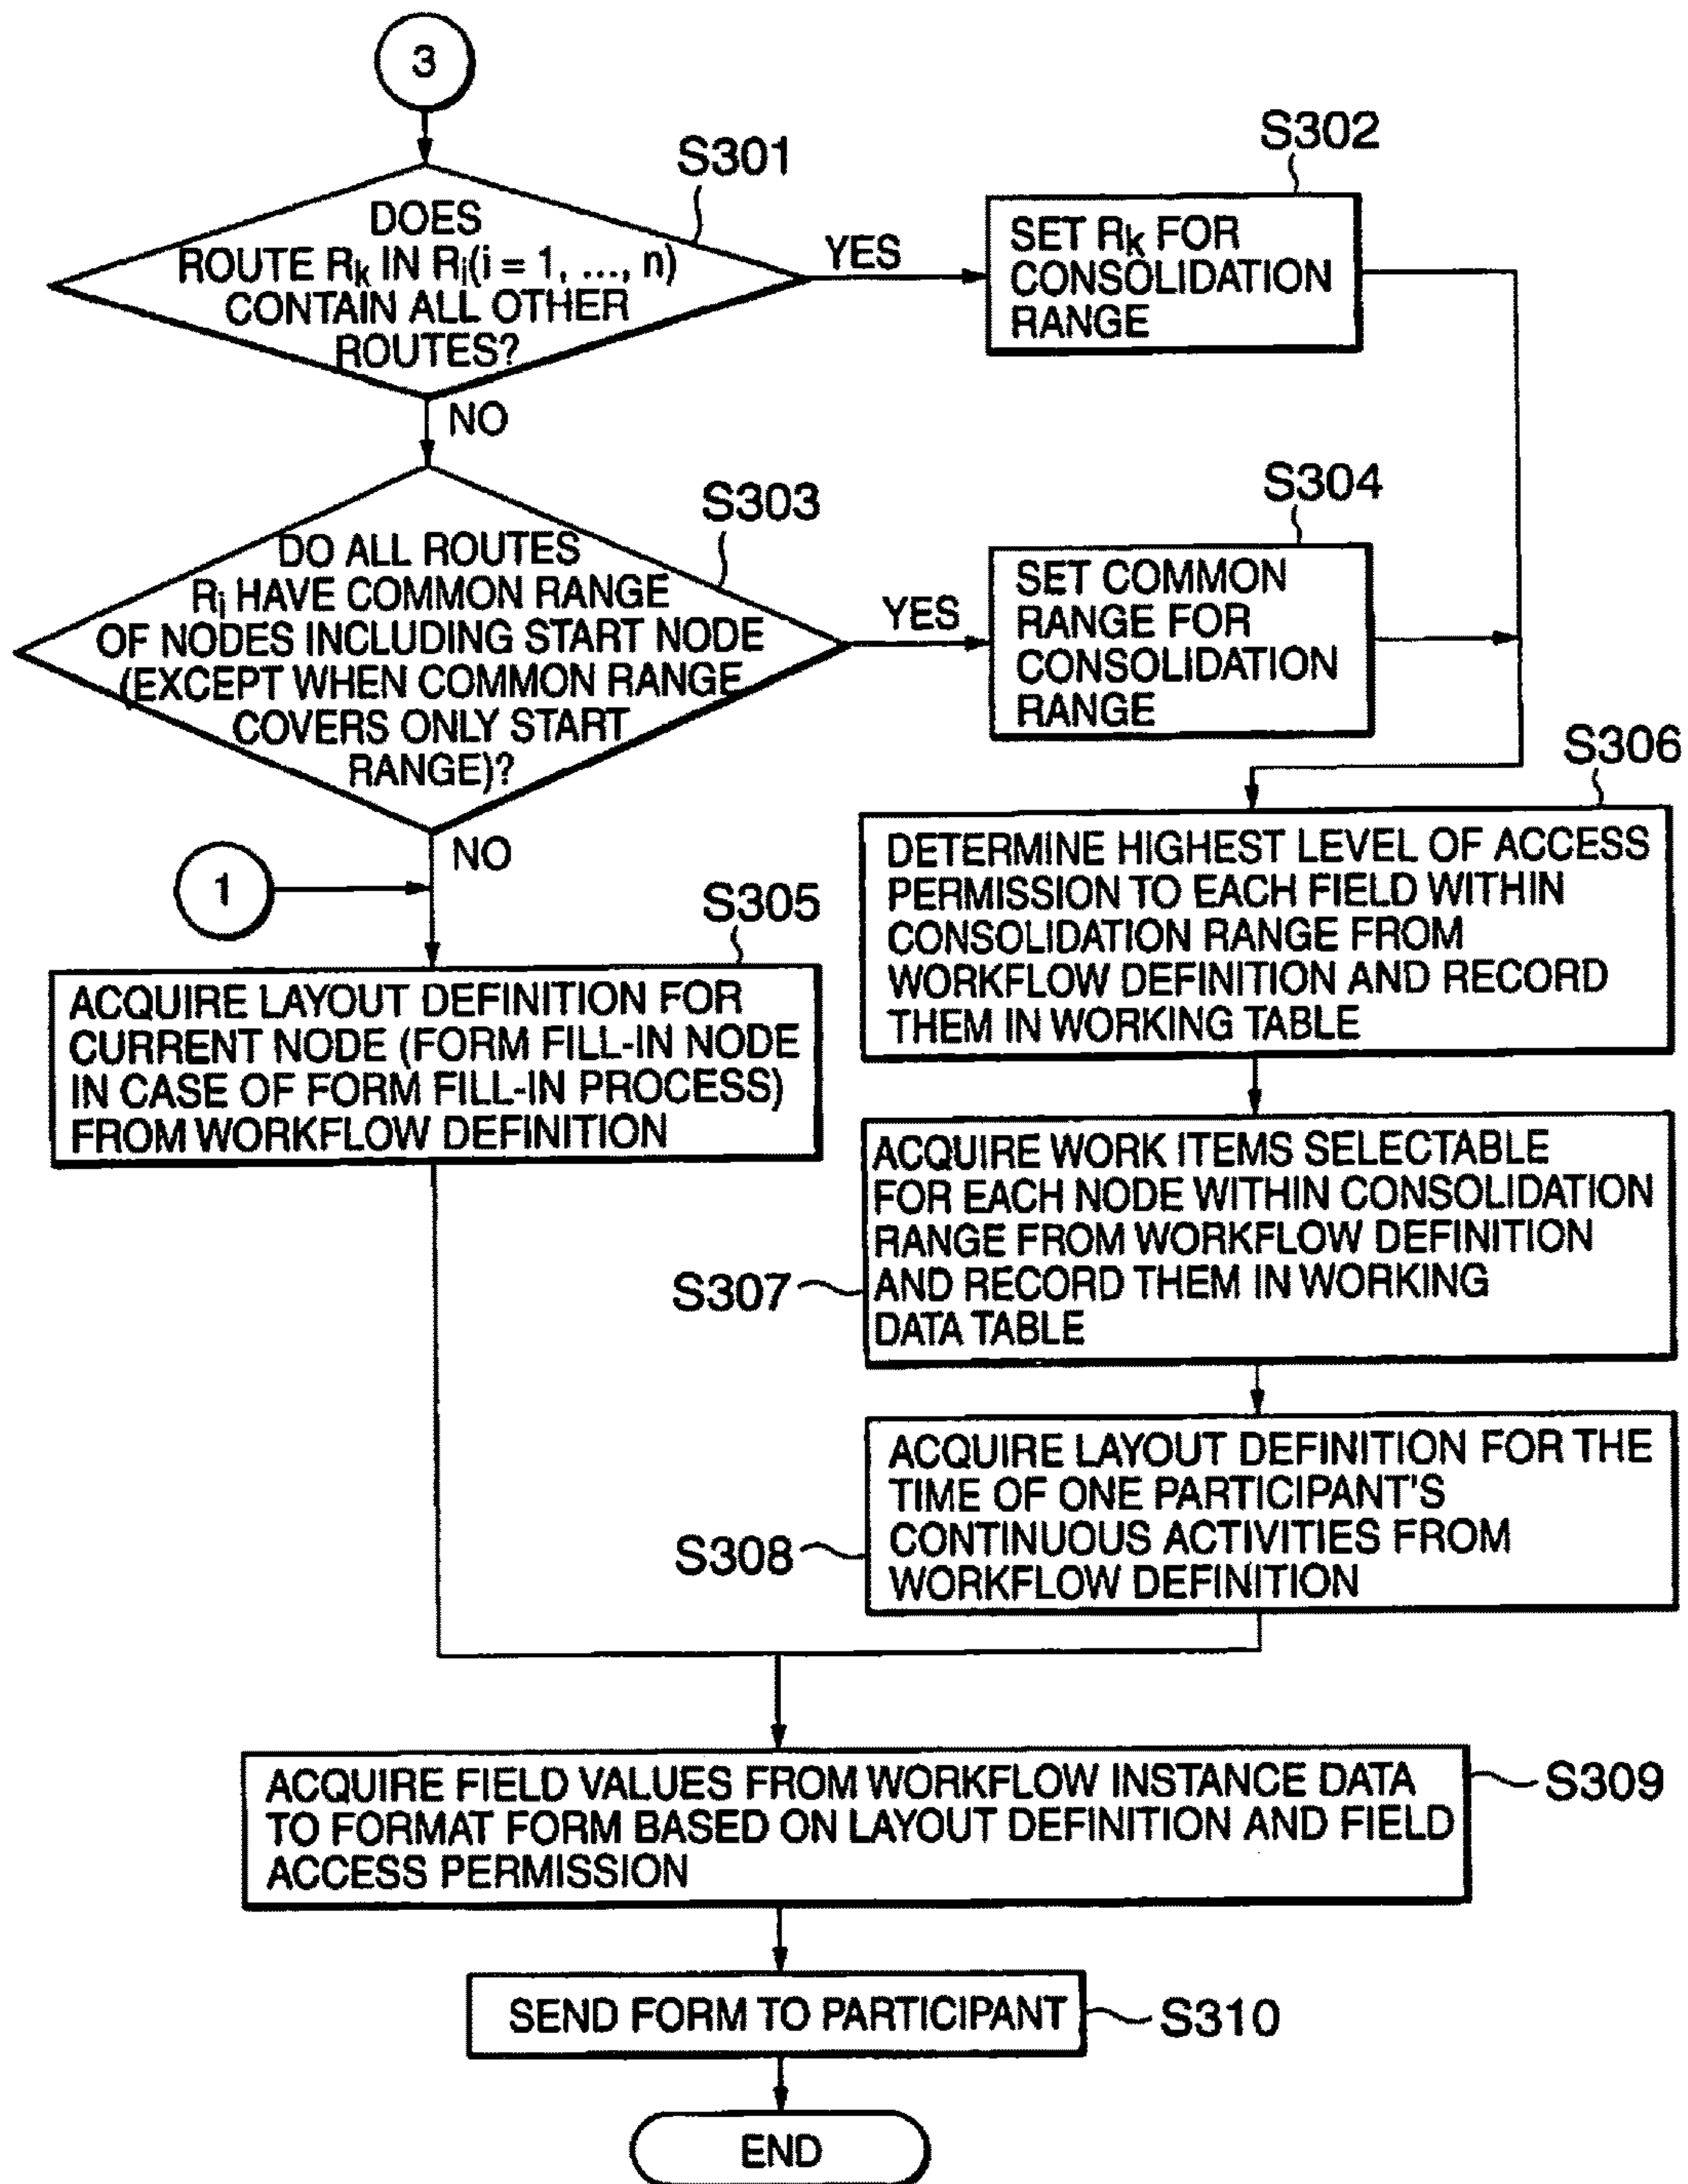 3
S301
DOES
ROUTE Rk IN Ri(i = 1, ..., n)
CONTAIN ALL OTHER
ROUTES?
YES
NO
S302
SET Rk FOR
CONSOLIDATION
RANGE
S303
DO ALL ROUTES
Ri HAVE COMMON RANGE
OF NODES INCLUDING START NODE
(EXCEPT WHEN COMMON RANGE
COVERS ONLY START
RANGE)?
YES
NO
S304
SET COMMON
RANGE FOR
CONSOLIDATION
RANGE
1
S305
ACQUIRE LAYOUT DEFINITION FOR
CURRENT NODE (FORM FILL-IN NODE
IN CASE OF FORM FILL-IN PROCESS)
FROM WORKFLOW DEFINITION
S306
DETERMINE HIGHEST LEVEL OF ACCESS
PERMISSION TO EACH FIELD WITHIN
CONSOLIDATION RANGE FROM
WORKFLOW DEFINITION AND RECORD
THEM IN WORKING TABLE
S307
ACQUIRE WORK ITEMS SELECTABLE
FOR EACH NODE WITHIN CONSOLIDATION
RANGE FROM WORKFLOW DEFINITION
AND RECORD THEM IN WORKING
DATA TABLE
S308
ACQUIRE LAYOUT DEFINITION FOR THE
TIME OF ONE PARTICIPANT'S
CONTINUOUS ACTIVITIES FROM
WORKFLOW DEFINITION
ACQUIRE FIELD VALUES FROM WORKFLOW INSTANCE DATA
TO FORMAT FORM BASED ON LAYOUT DEFINITION AND FIELD
ACCESS PERMISSION
S309
SEND FORM TO PARTICIPANT
S310
END